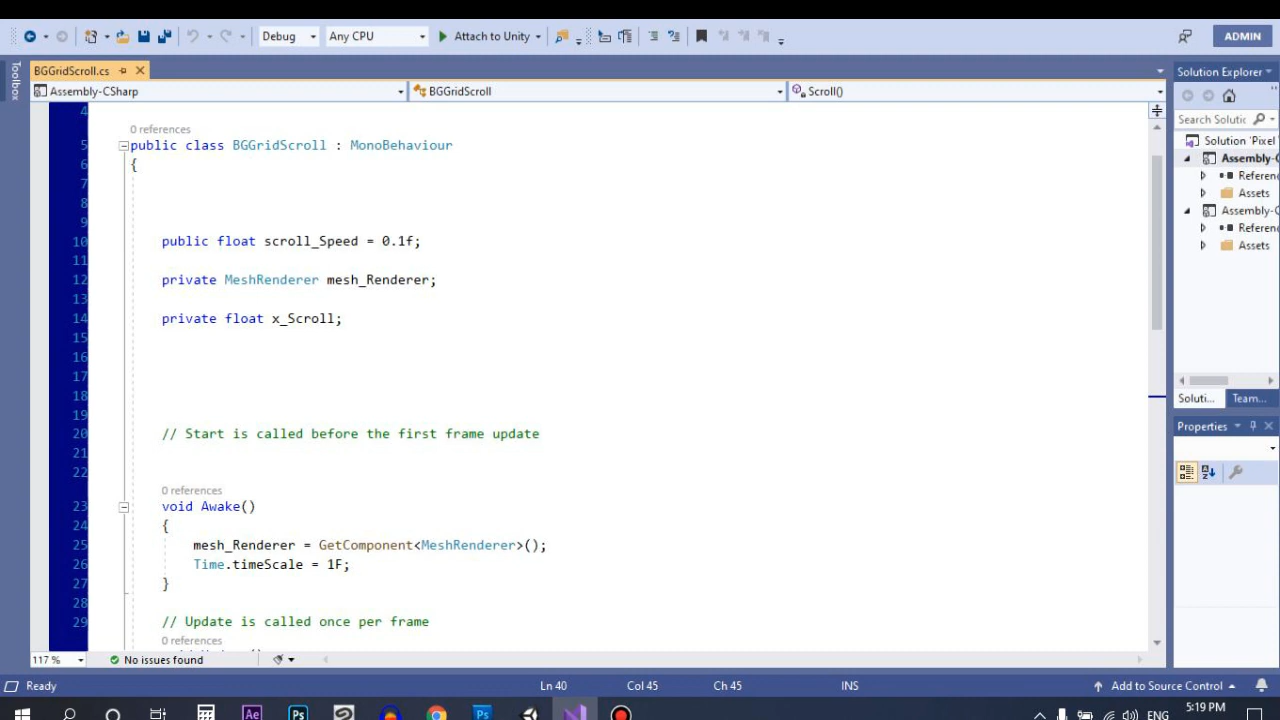 Debug
Any CPU
Attach to Unity
ADMIN
Toolbox
BGGridScroll.cs
Assembly-CSharp
BGGridScroll
Scroll()
4
0 references
5 public class BGGridScroll : MonoBehaviour
6 {
7
8
9
10 public float scroll_Speed = 0.1f;
11
12 private MeshRenderer mesh_Renderer;
13
14 private float x_Scroll;
15
16
17
18
19
20 // Start is called before the first frame update
21
22
0 references
23 void Awake()
24 {
25 mesh_Renderer = GetComponent<MeshRenderer>();
26 Time.timeScale = 1F;
27 }
28
29 // Update is called once per frame
0 references
Solution Explorer
Search Solutic
Solution 'Pixel
Assembly-C
Referen
Assets
Assembly-
Referen
Assets
Soluti...
Team...
Properties
117 %
No issues found
Ready
Ln 40
Col 45
Ch 45
INS
Add to Source Control
Ae
Ps
Ps
ENG
5:19 PM